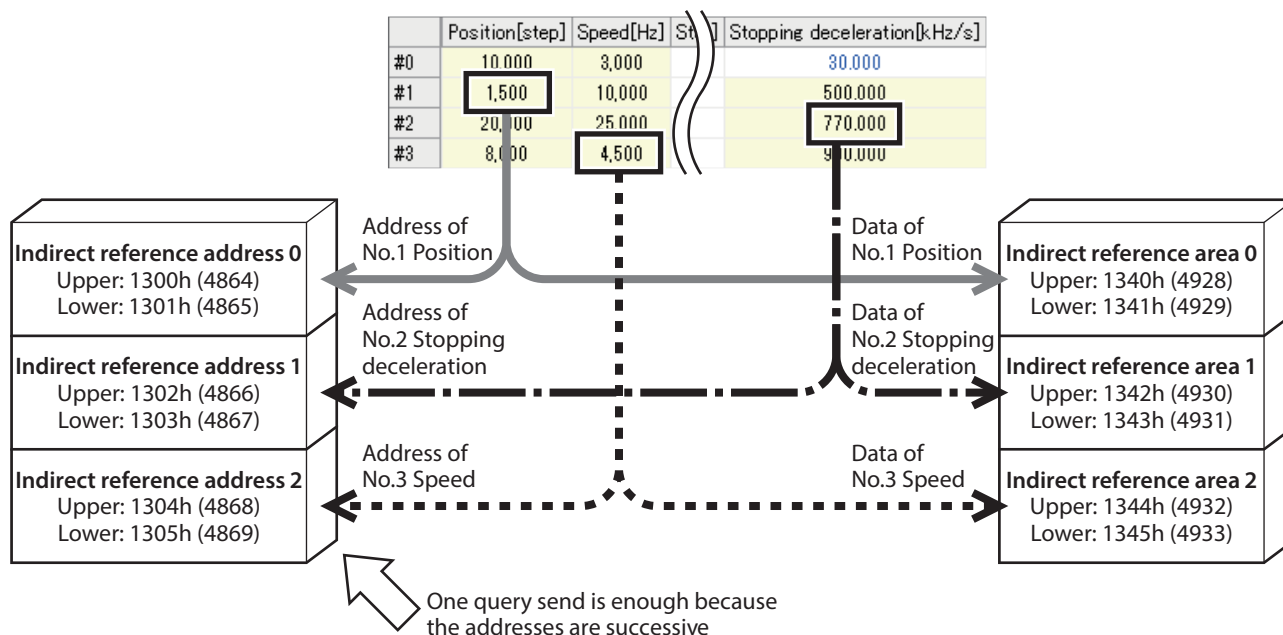 Position[step] Speed[Hz] Stopping deceleration[kHz/s]
#0 10,000 3,000 30.000
#1 1,500 10,000 500.000
#2 25,000 770.000
#3 4,500
Address of
No.1 Position
Data of
No.1 Position
Indirect reference address 0
Upper: 1300h (4864)
Lower: 1301h (4865)
Indirect reference area 0
Upper: 1340h (4928)
Lower: 1341h (4929)
Address of
No.2 Stopping
deceleration
Data of
No.2 Stopping
deceleration
Indirect reference address 1
Upper: 1302h (4866)
Lower: 1303h (4867)
Indirect reference area 1
Upper: 1342h (4930)
Lower: 1343h (4931)
Address of
No.3 Speed
Data of
No.3 Speed
Indirect reference address 2
Upper: 1304h (4868)
Lower: 1305h (4869)
Indirect reference area 2
Upper: 1344h (4932)
Lower: 1345h (4933)
One query send is enough because
the addresses are successive